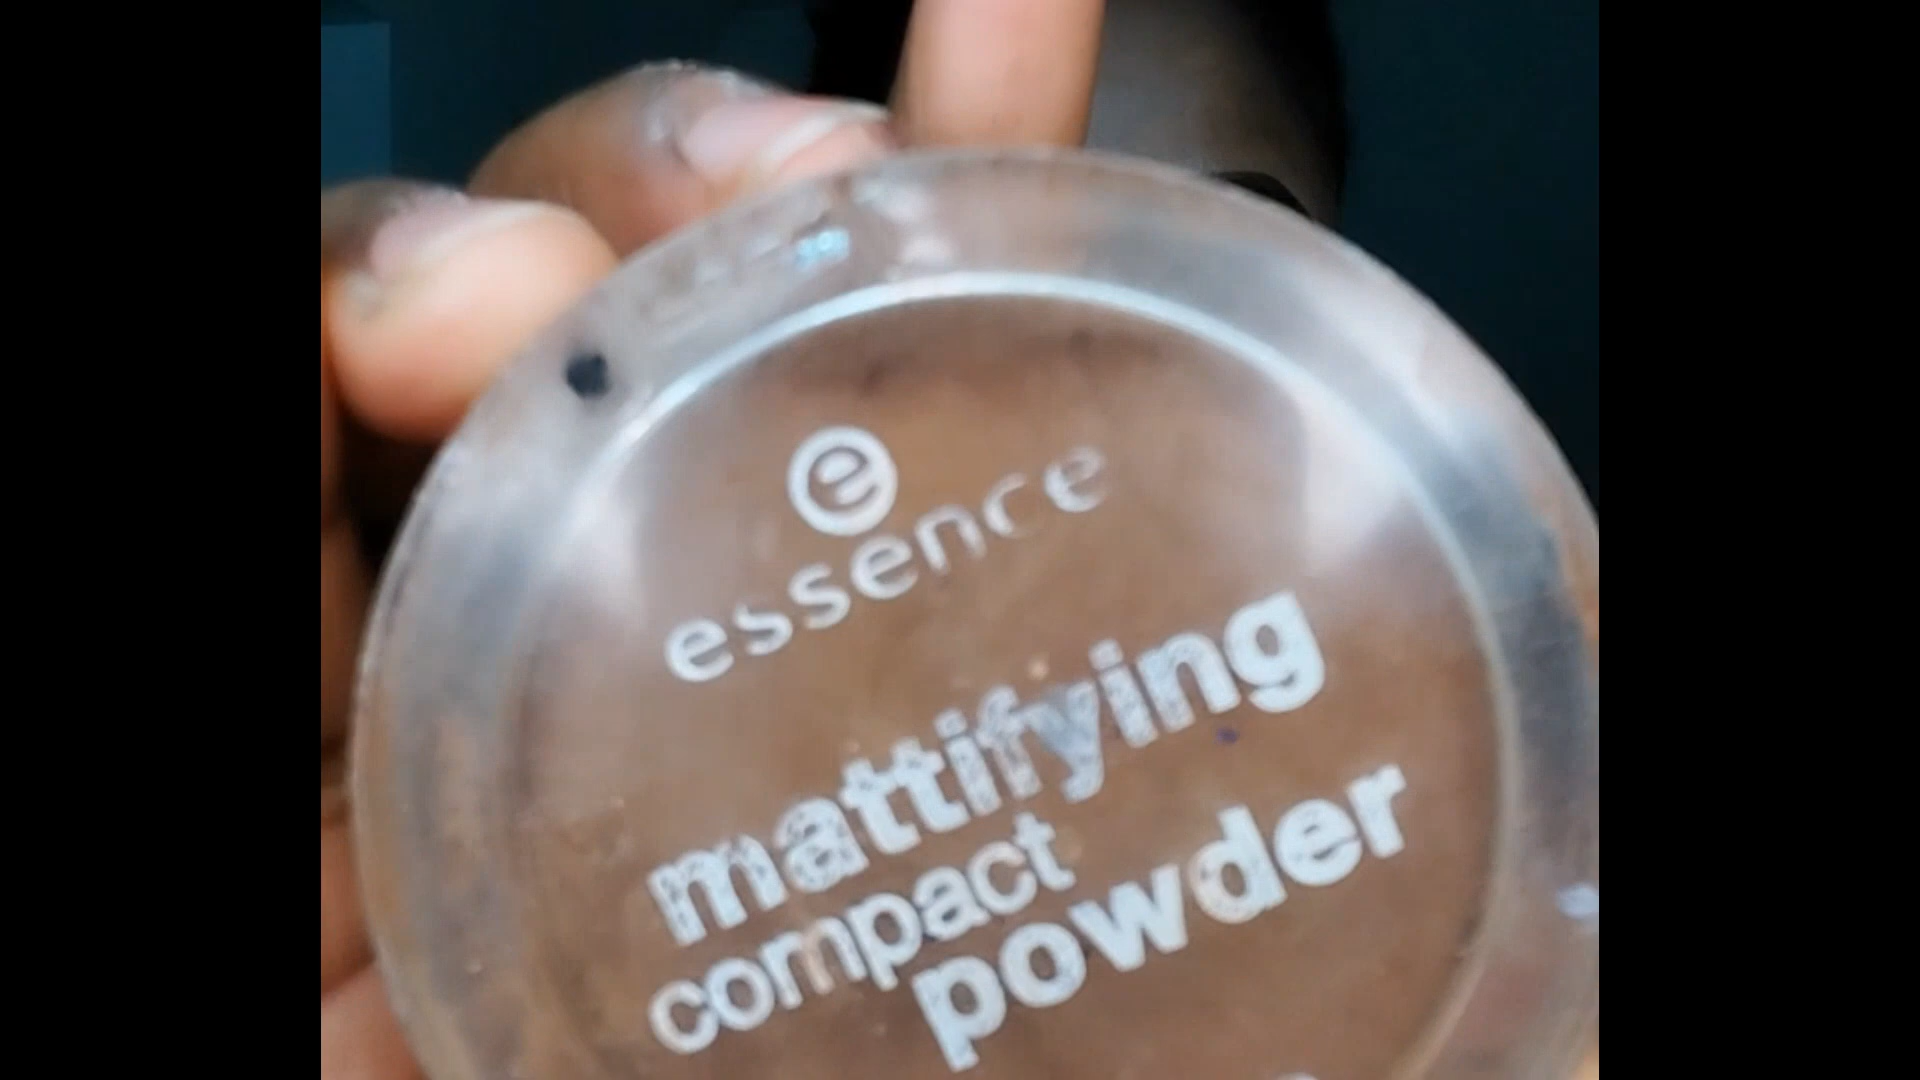 e
essence
mattifying
compact
powder